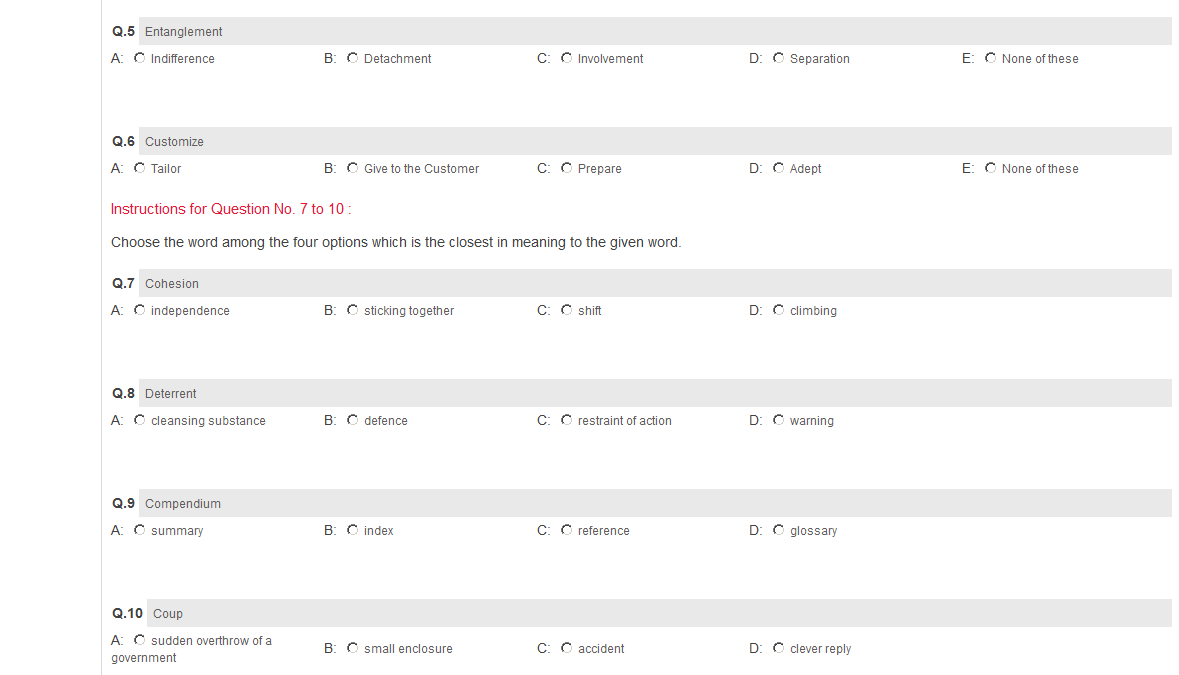 Q.5 Entanglement
A: Indifference B: Detachment C: Involvement D: Separation E: None of these
Q.6 Customize
A: Tailor B: Give to the Customer C: Prepare D: Adept E: None of these
Instructions for Question No. 7 to 10 :
Choose the word among the four options which is the closest in meaning to the given word.
Q.7 Cohesion
A: independence B: sticking together C: shift D: climbing
Q.8 Deterrent
A: cleansing substance B: defence C: restraint of action D: warning
Q.9 Compendium
A: summary B: index C: reference D: glossary
Q.10 Coup
A: sudden overthrow of a
government B: small enclosure C: accident D: clever reply